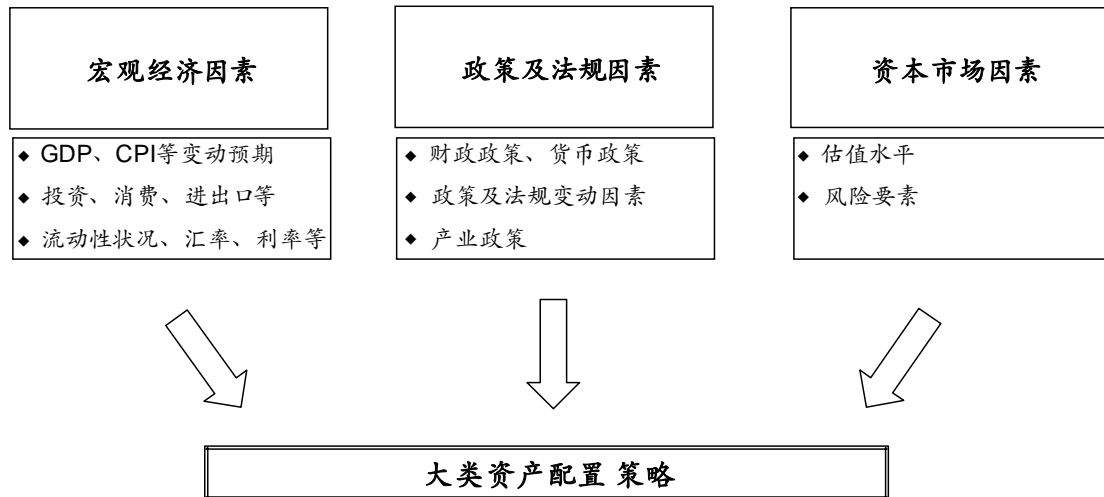 宏观经济因素
◆ GDP、CPI等变动预期
◆ 投资、消费、进出口等
◆ 流动性状况、汇率、利率等
政策及法规因素
◆ 财政政策、货币政策
◆ 政策及法规变动因素
◆ 产业政策
资本市场因素
◆ 估值水平
◆ 风险要素
大类资产配置 策略